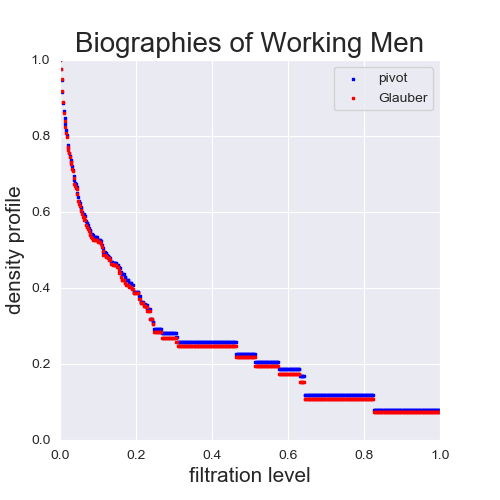 Biographies of Working Men
1.0
pivot
Glauber
0.8
0.6
density profile
0.4
0.2
0.0
0.0 0.2 0.4 0.6 0.8 1.0
filtration level